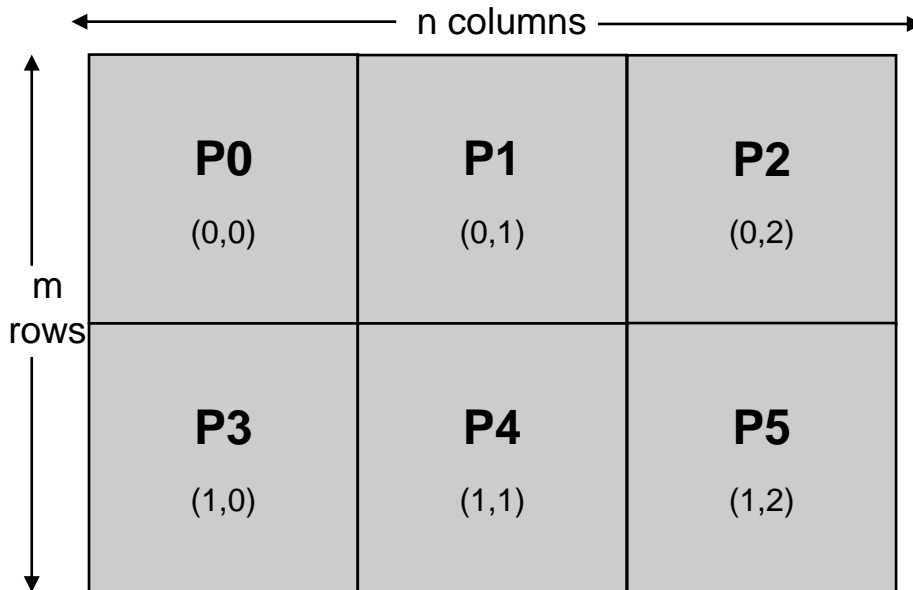 n columns
P0 P1 P2
(0,0) (0,1) (0,2)
m
rows
P3 P4 P5
(1,0) (1,1) (1,2)